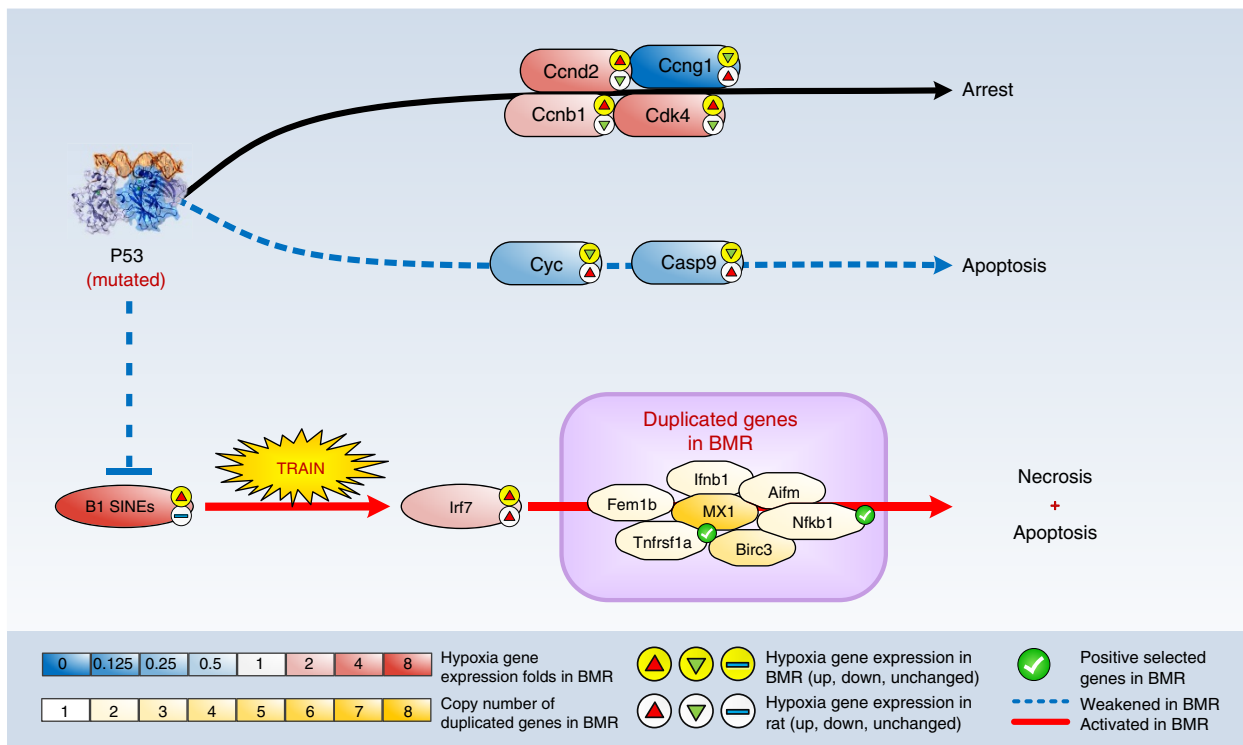 Ccnd2
Ccng1
Ccnb1
Cdk4
Arrest
P53
(mutated)
Cyc
Casp9
Apoptosis
Duplicated genes
in BMR
TRAIN
B1 SINEs
Irf7
Ifnb1
Aifm
Fem1b
MX1
Nfkb1
Tnfrsf1a
Birc3
Necrosis
+
Apoptosis
0 0.125 0.25 0.5 1 2 4 8
Hypoxia gene
expression folds in BMR
1 2 3 4 5 6 7 8
Copy number of
duplicated genes in BMR
Hypoxia gene expression in
BMR (up, down, unchanged)
Hypoxia gene expression in
rat (up, down, unchanged)
Positive selected
genes in BMR
Weakened in BMR
Activated in BMR